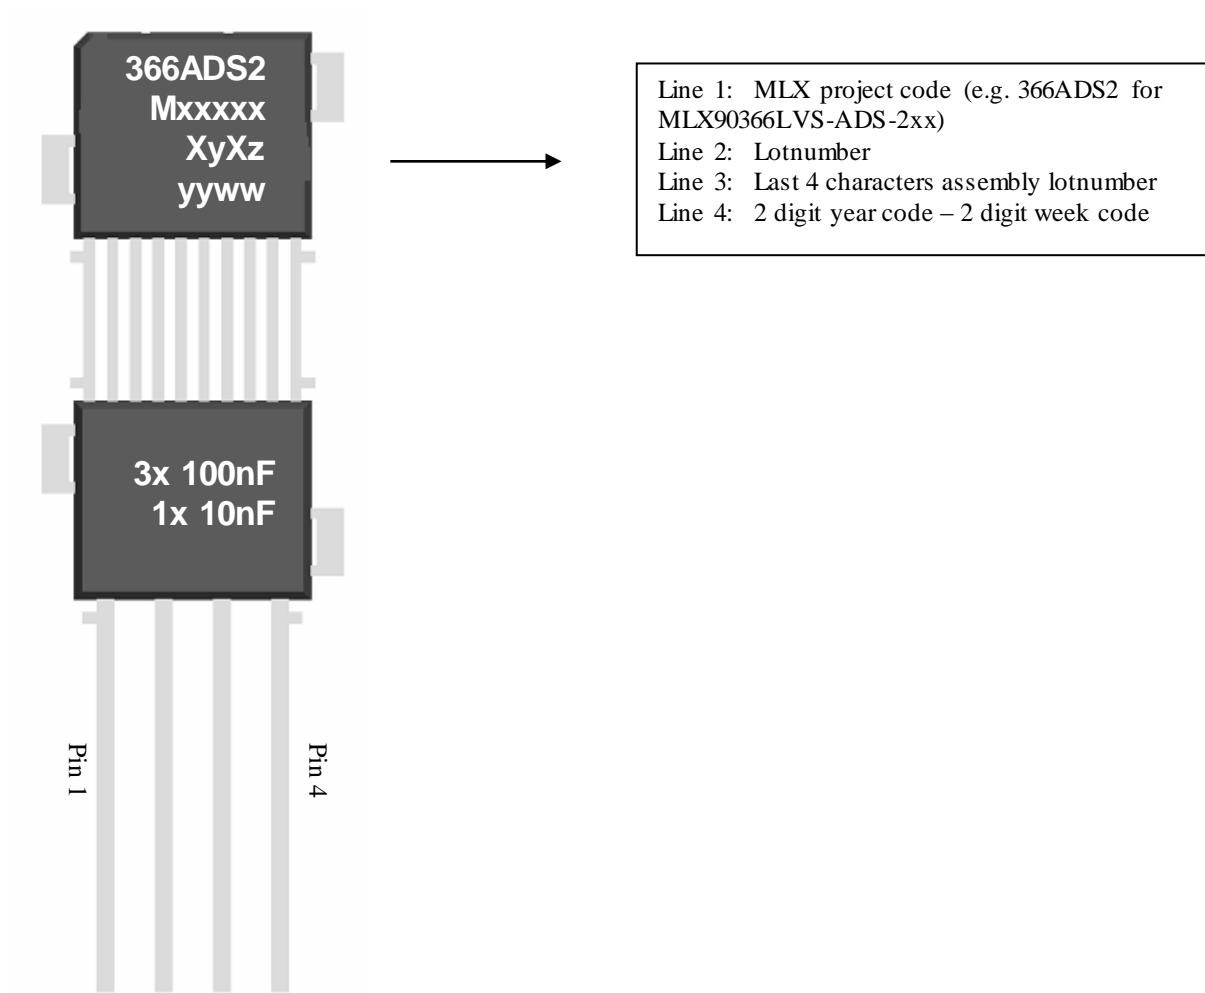 366ADS2
Mxxxxx
XyXz
yyww
Line 1: MLX project code (e.g. 366ADS2 for
MLX90366LVS-ADS-2xx)
Line 2: Lotnumber
Line 3: Last 4 characters assembly lotnumber
Line 4: 2 digit year code – 2 digit week code
3x 100nF
1x 10nF
Pin 1
Pin 4